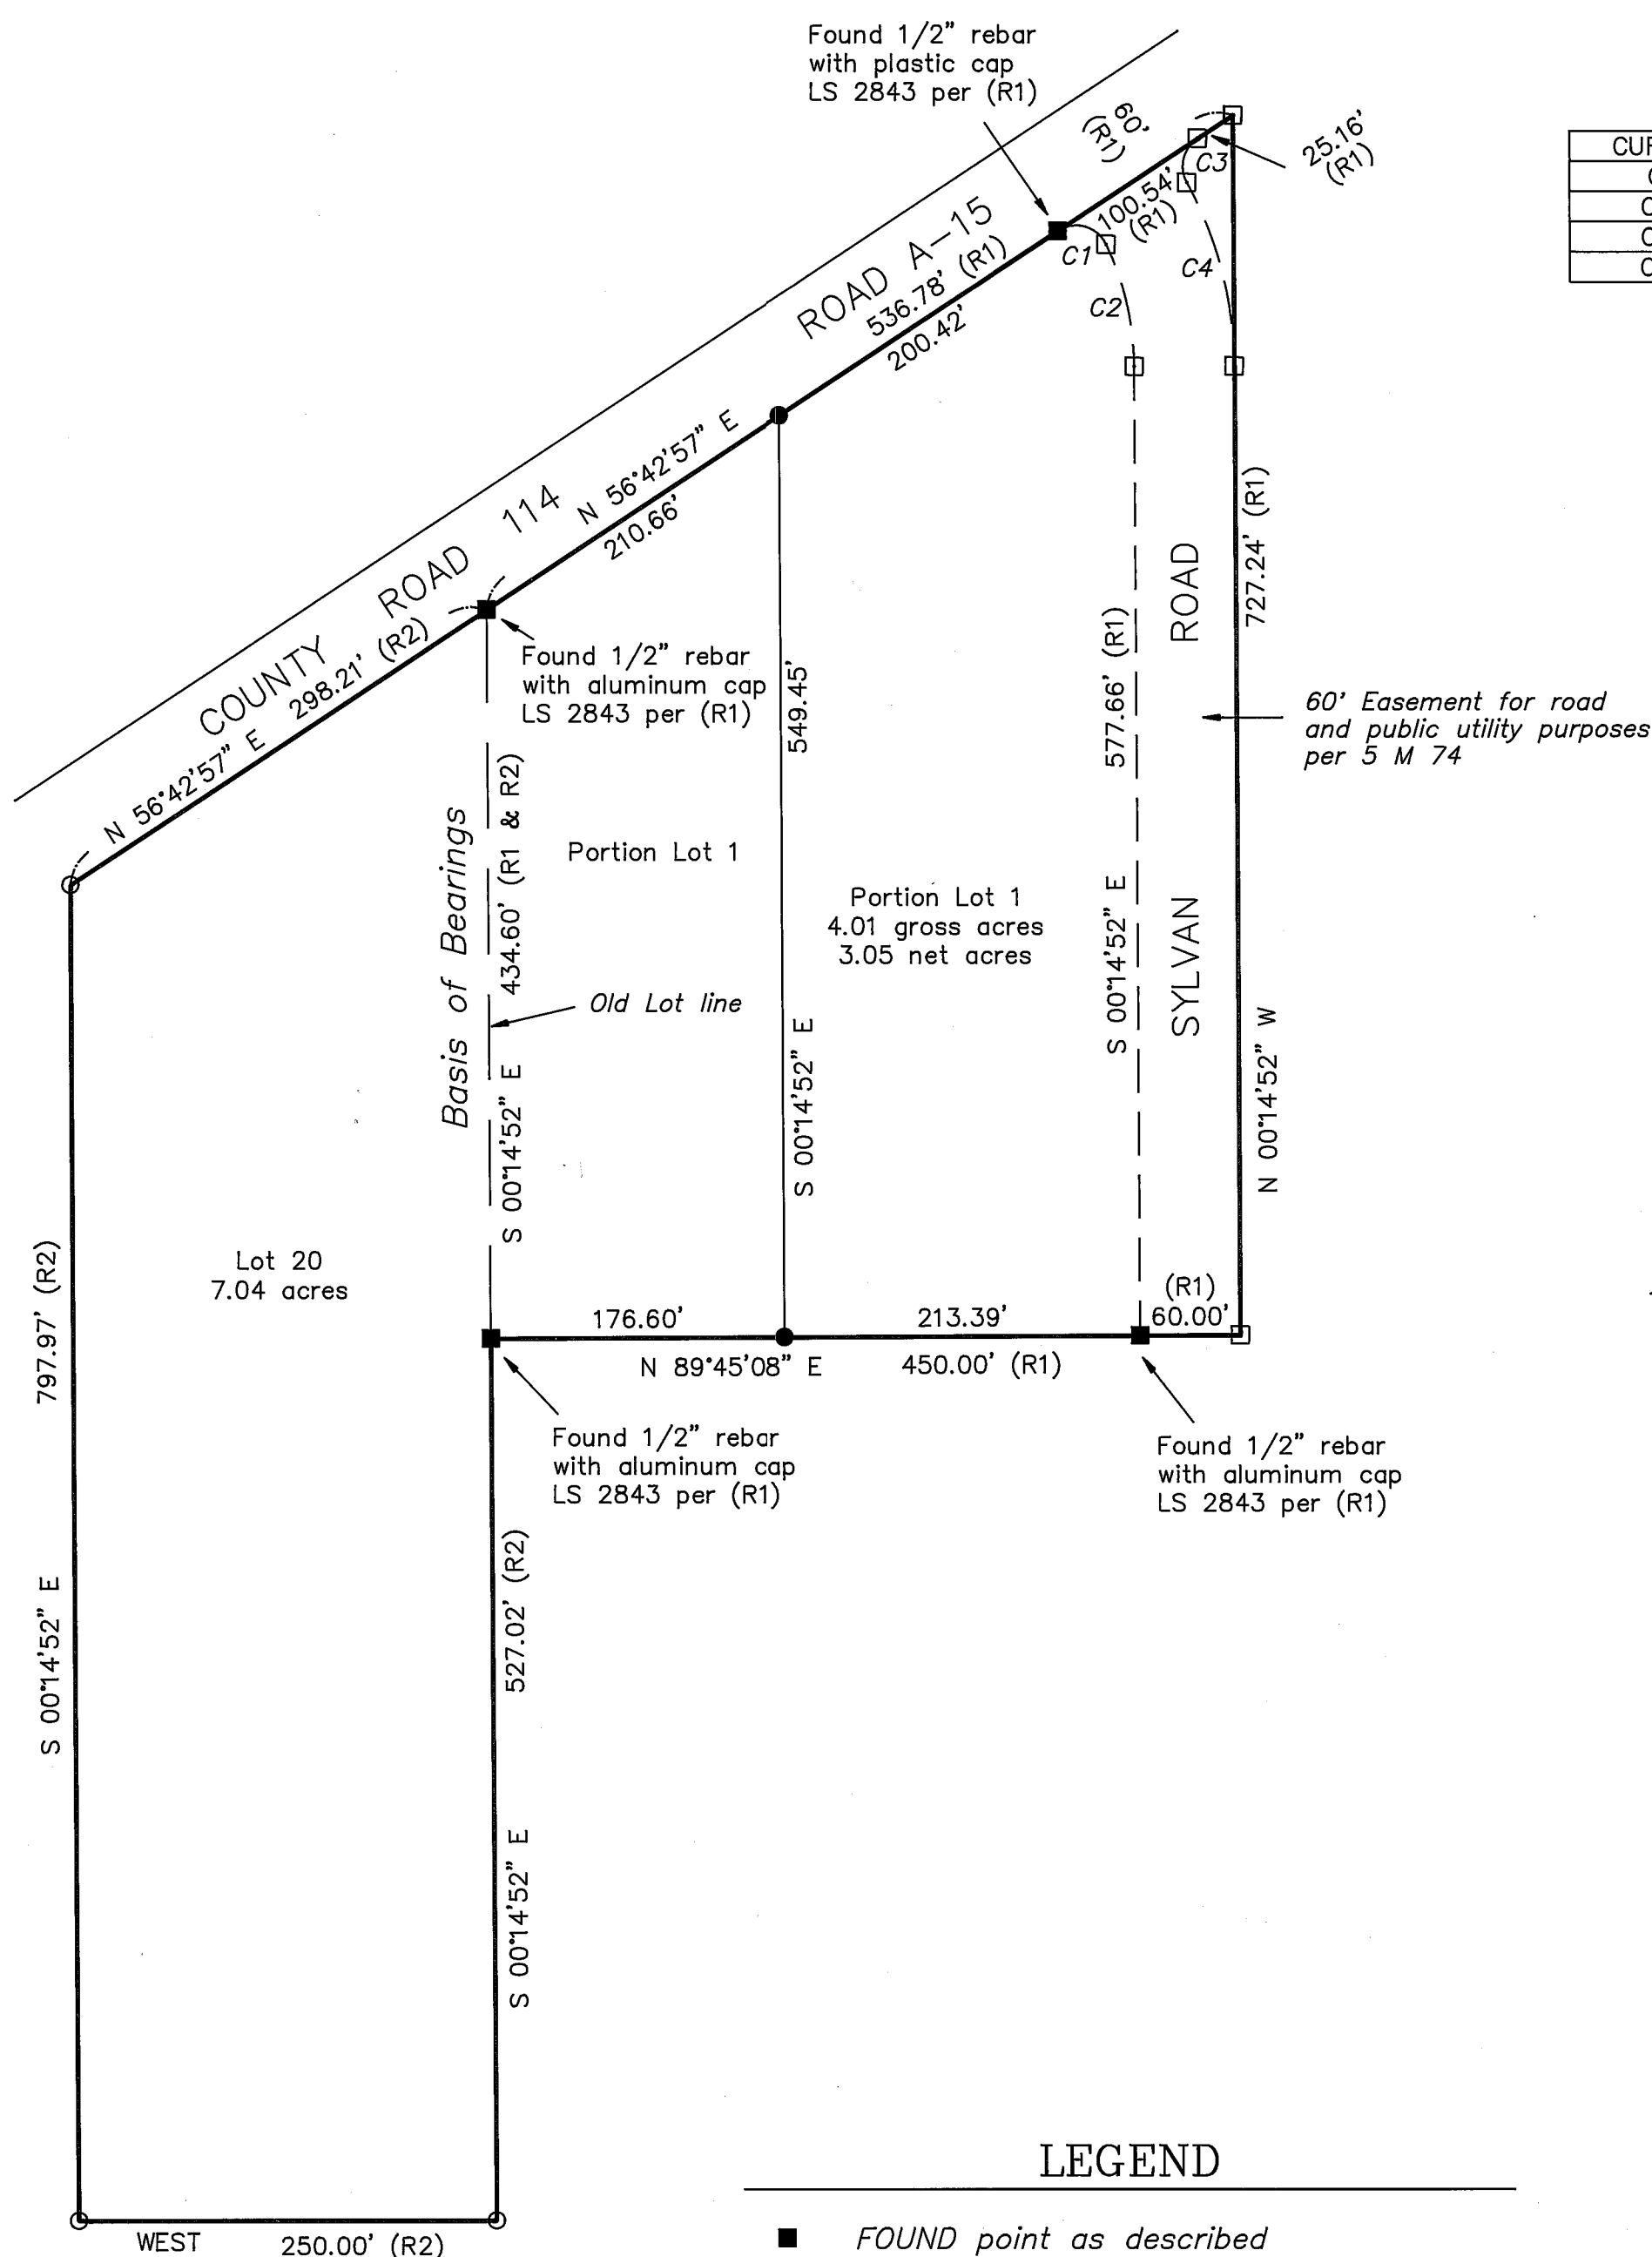 Found 1/2" rebar
with plastic cap
LS 2843 per (R1)
60'
(R1)
25.16'
(R1)
C3
100.54'
(R1)
C1
C4
C2
ROAD A-15
536.78' (R1)
200.42'
N 56°42'57" E
210.66'
COUNTY ROAD 114
298.21' (R2)
N 56°42'57" E
Found 1/2" rebar
with aluminum cap
LS 2843 per (R1)
549.45'
S 00°14'52" E
577.66' (R1)
S 00°14'52" E
SYLVAN ROAD
727.24' (R1)
N 00°14'52" W
60' Easement for road
and public utility purposes
per 5 M 74
Basis of Bearings
S 00°14'52" E 434.60' (R1 & R2)
Portion Lot 1
Old Lot line
Portion Lot 1
4.01 gross acres
3.05 net acres
Lot 20
7.04 acres
797.97' (R2)
S 00°14'52" E
176.60'
213.39'
(R1)
60.00'
N 89°45'08" E
450.00' (R1)
Found 1/2" rebar
with aluminum cap
LS 2843 per (R1)
Found 1/2" rebar
with aluminum cap
LS 2843 per (R1)
527.02' (R2)
S 00°14'52" E
WEST 250.00' (R2)
LEGEND
FOUND point as described